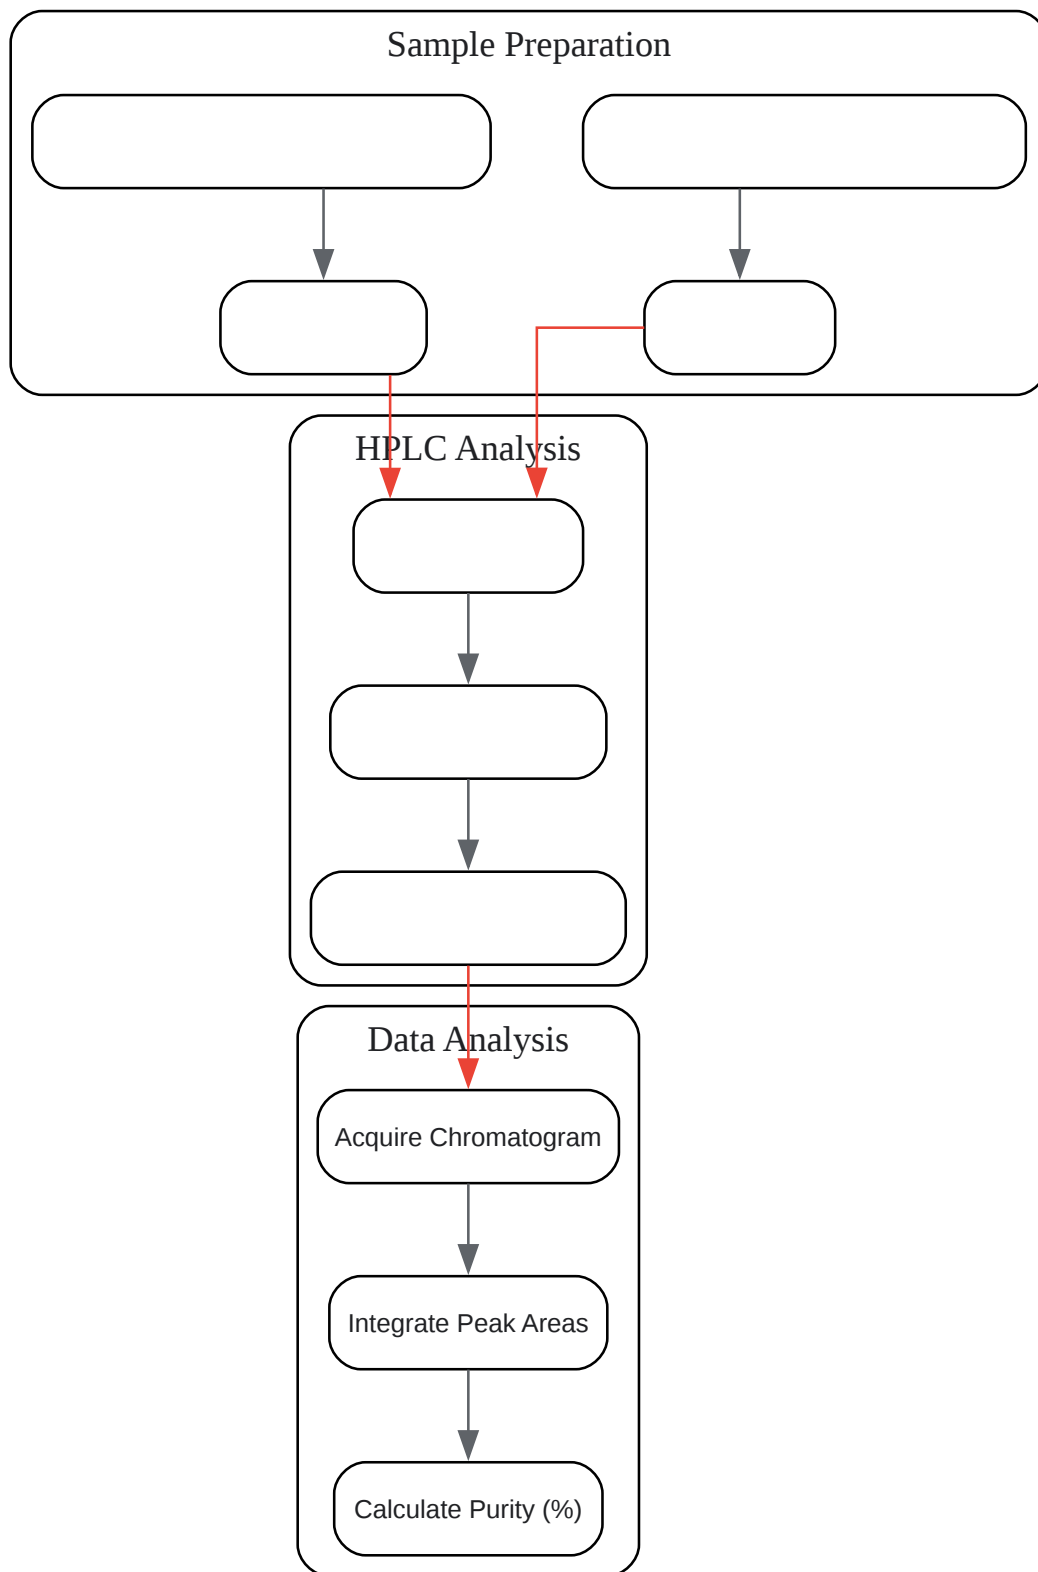 Sample Preparation
HPLC Analysis
Data Analysis
Acquire Chromatogram
Integrate Peak Areas
Calculate Purity (%)